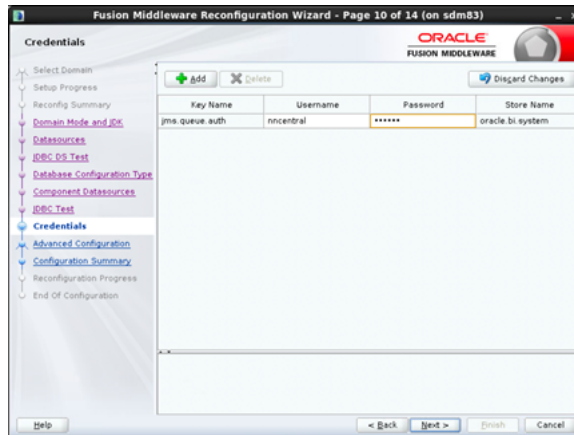 Fusion Middleware Reconfiguration Wizard - Page 10 of 14 (on sdm83)
Credentials
ORACLE
FUSION MIDDLEWARE
Select Domain
Setup Progress
Reconfig Summary
Domain Mode and JDK
Datasources
JDBC DS Test
Database Configuration Type
Component Datasources
JDBC Test
Credentials
Advanced Configuration
Configuration Summary
Reconfiguration Progress
End Of Configuration
Add Delete Discard Changes
Key Name Username Password Store Name
jms.queue.auth nncentral •••••• oracle.bi.system
Help < Back Next > Finish Cancel